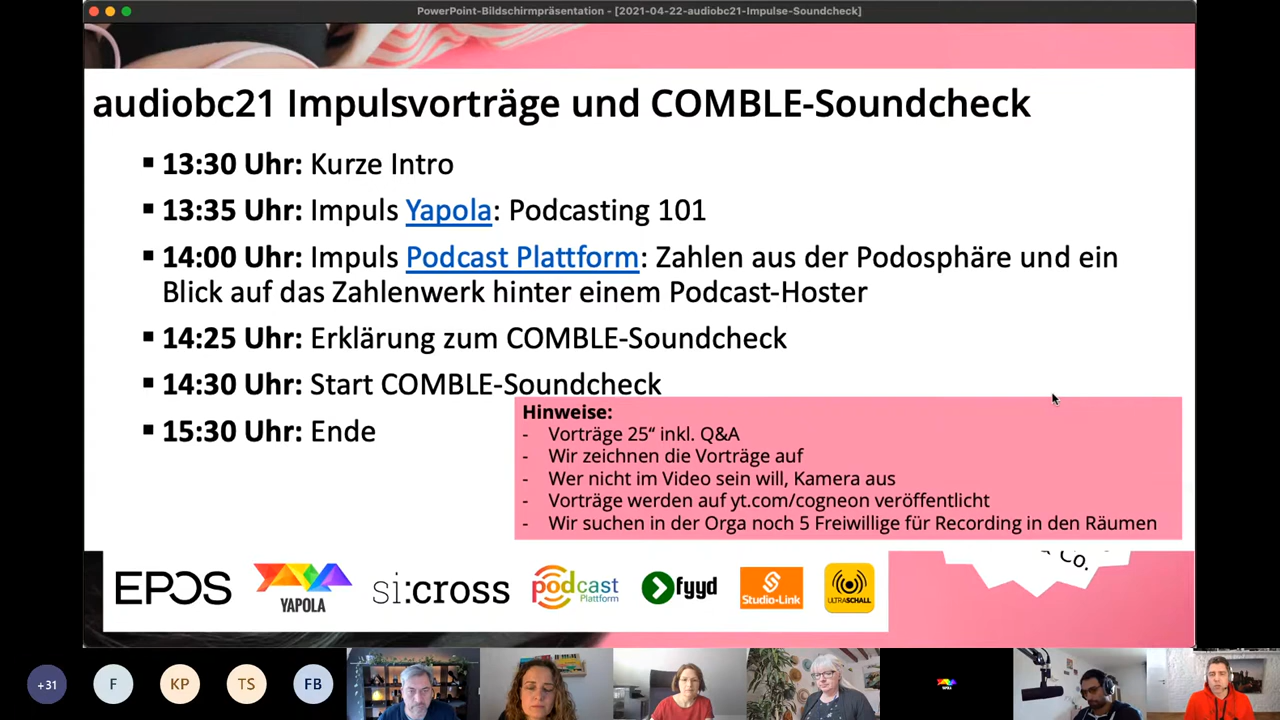 PowerPoint-Bildschirmpräsentation - [2021-04-22-audiobc21-Impulse-Soundcheck]
audiobc21 Impulsvorträge und COMBLE-Soundcheck
▪ 13:30 Uhr: Kurze Intro
▪ 13:35 Uhr: Impuls Yapola: Podcasting 101
▪ 14:00 Uhr: Impuls Podcast Plattform: Zahlen aus der Podosphäre und ein
Blick auf das Zahlenwerk hinter einem Podcast-Hoster
▪ 14:25 Uhr: Erklärung zum COMBLE-Soundcheck
▪ 14:30 Uhr: Start COMBLE-Soundcheck
▪ 15:30 Uhr: Ende
Hinweise:
- Vorträge 25“ inkl. Q&A
- Wir zeichnen die Vorträge auf
- Wer nicht im Video sein will, Kamera aus
- Vorträge werden auf yt.com/cogneon veröffentlicht
- Wir suchen in der Orga noch 5 Freiwillige für Recording in den Räumen
EPOS
YAPOLA
si:cross
podcast
Plattform
fyyd
Studio-Link
ULTRASCHALL
& CO.
+31
F
KP
TS
FB
YAPOLA